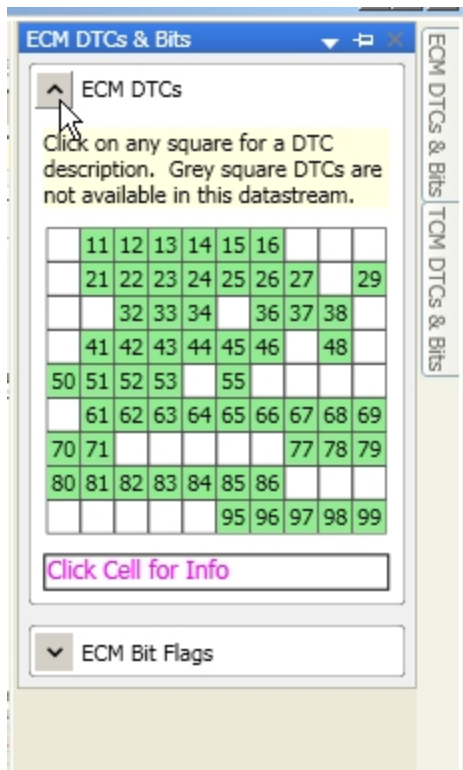 ECM DTCs & Bits
ECM DTCs
Click on any square for a DTC
description. Grey square DTCs are
not available in this datastream.
11 12 13 14 15 16
21 22 23 24 25 26 27 29
32 33 34 36 37 38
41 42 43 44 45 46 48
50 51 52 53 55
61 62 63 64 65 66 67 68 69
70 71 77 78 79
80 81 82 83 84 85 86
95 96 97 98 99
Click Cell for Info
ECM Bit Flags
ECM DTCs & Bits
TCM DTCs & Bits